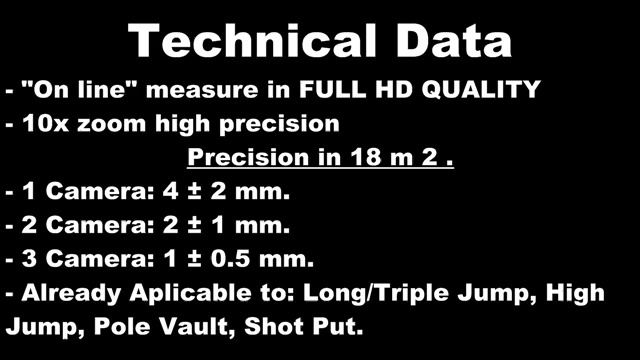 Technical Data
- "On line" measure in FULL HD QUALITY
- 10x zoom high precision
Precision in 18 m 2 .
- 1 Camera: 4 ± 2 mm.
- 2 Camera: 2 ± 1 mm.
- 3 Camera: 1 ± 0.5 mm.
- Already Aplicable to: Long/Triple Jump, High
Jump, Pole Vault, Shot Put.